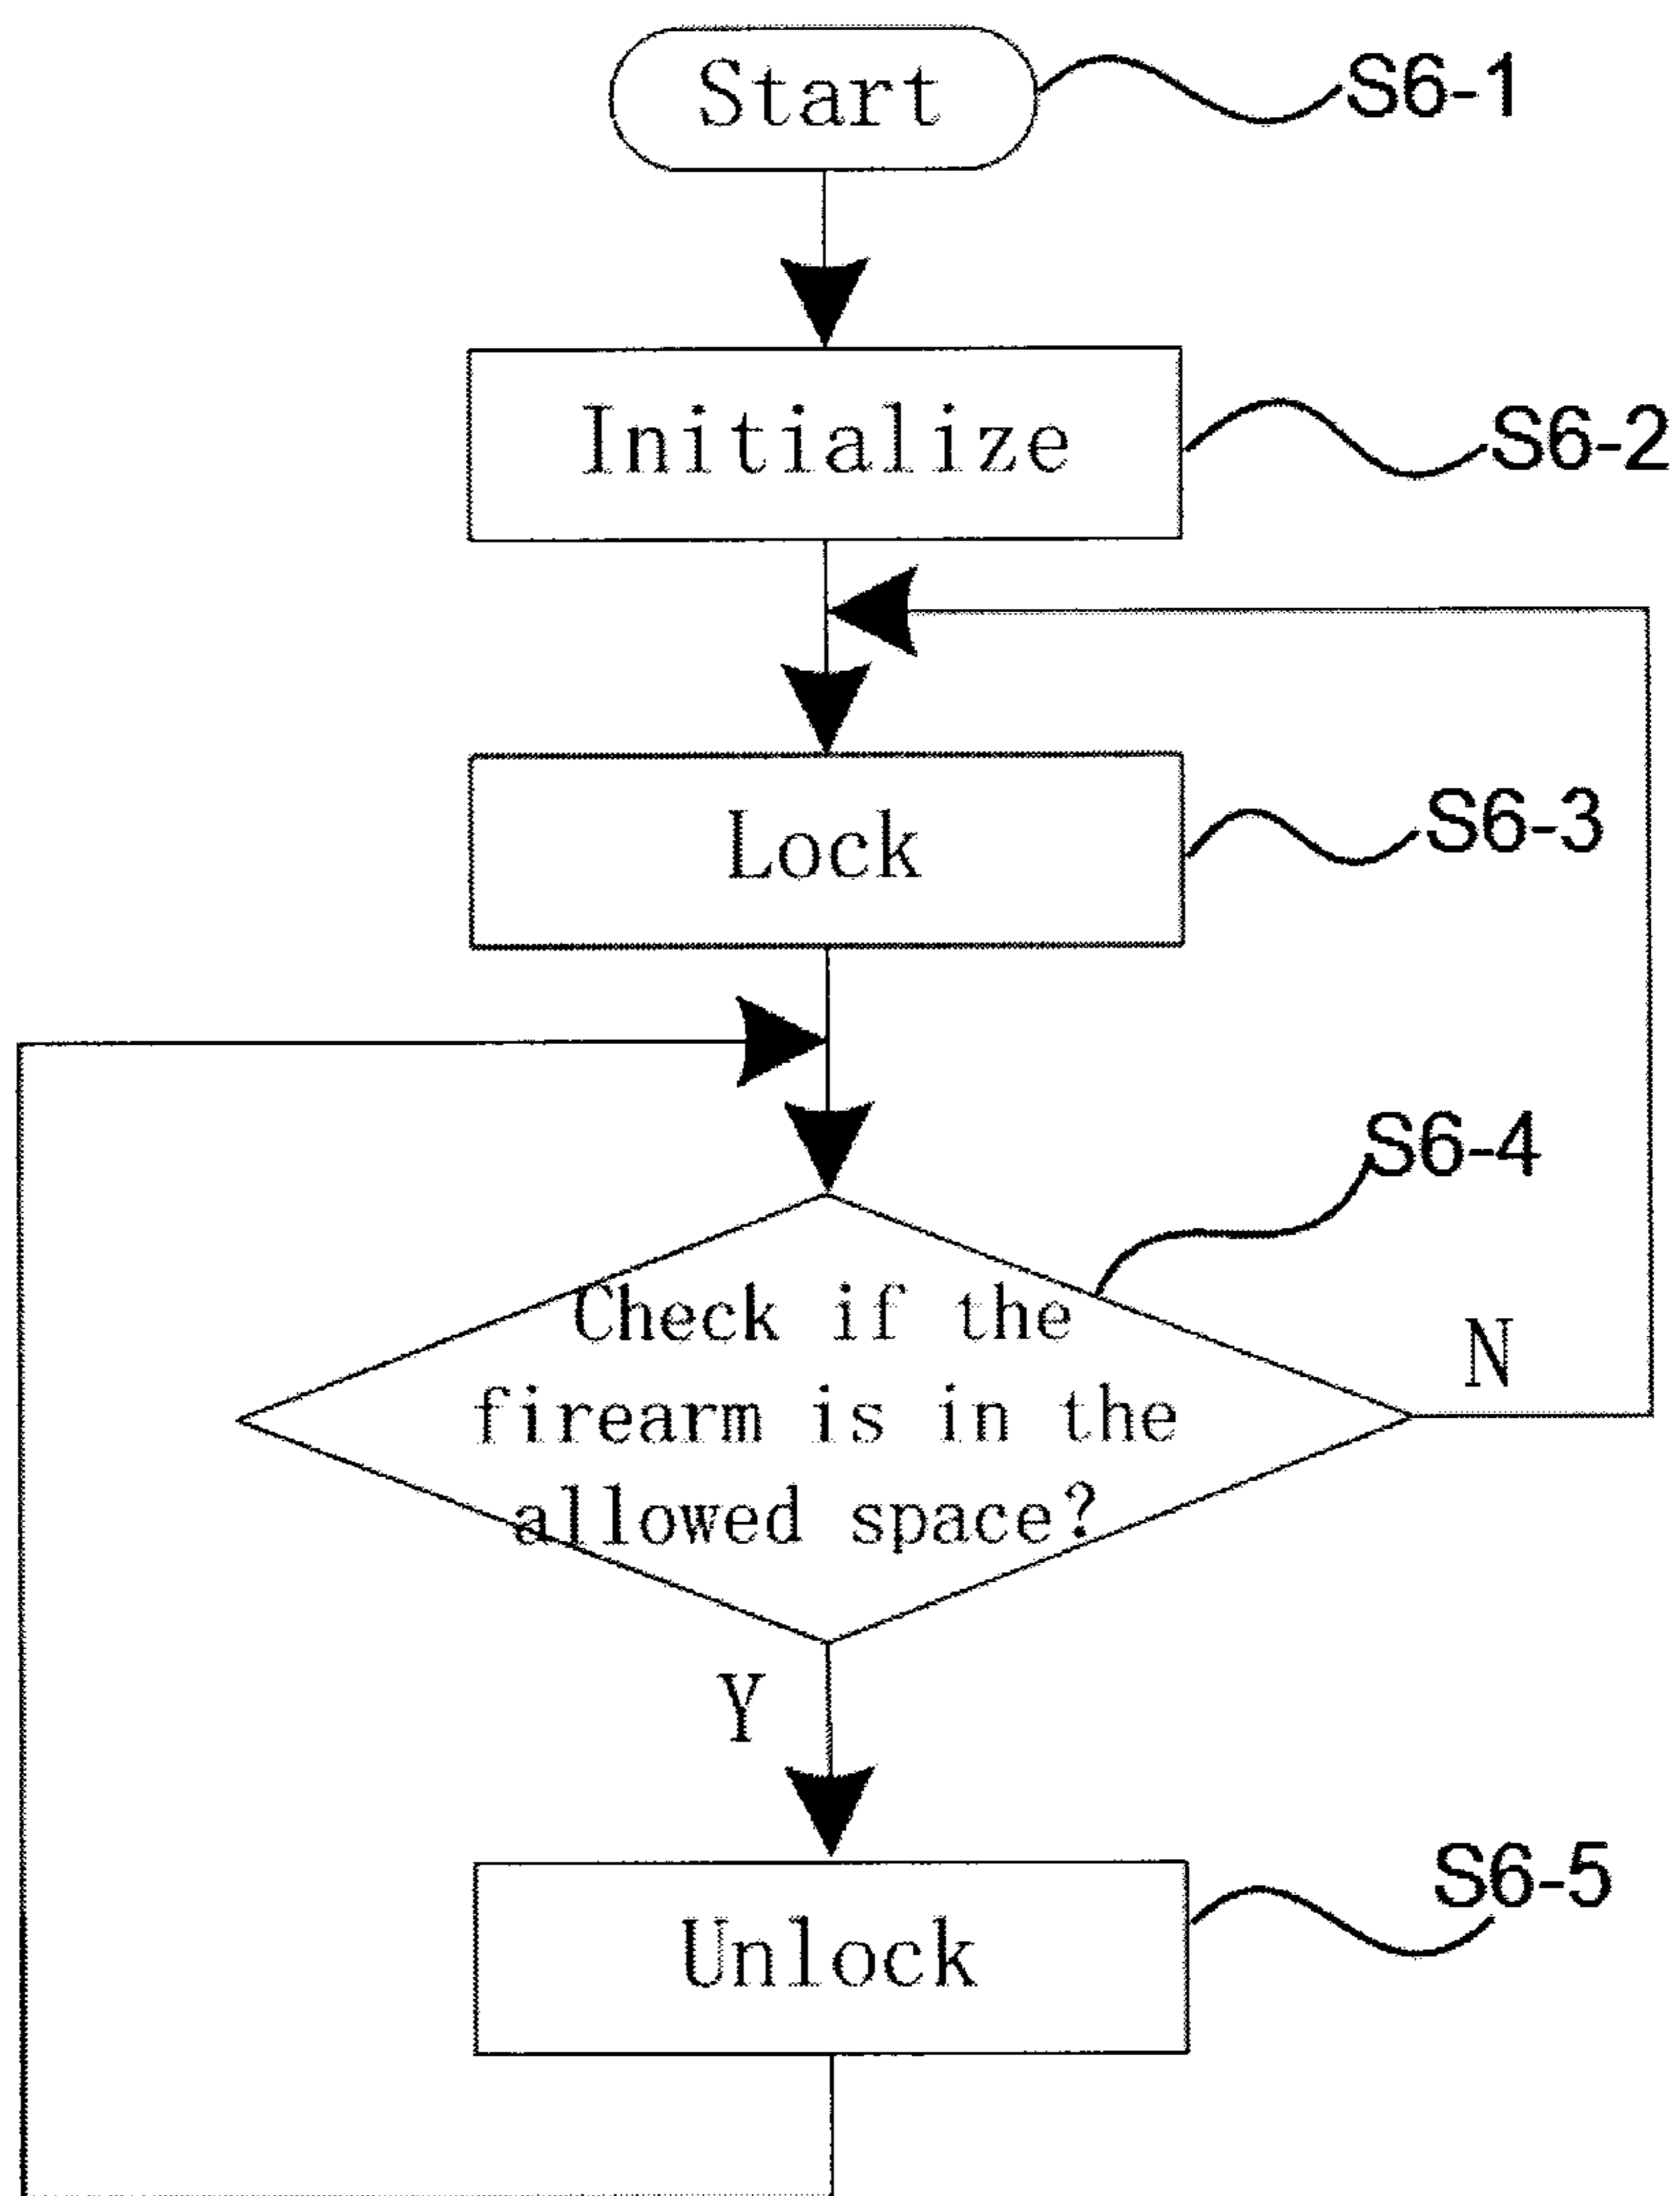 Start
S6-1
Initialize
S6-2
Lock
S6-3
S6-4
Check if the
firearm is in the
allowed space?
N
Y
Unlock
S6-5